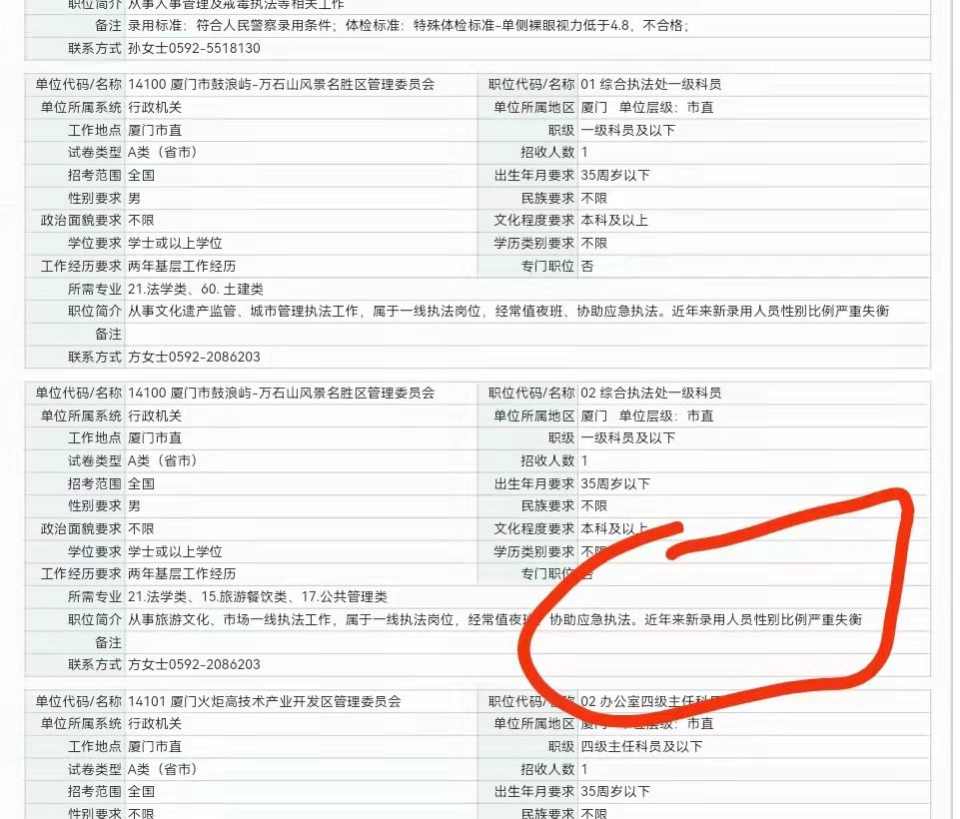 职位简介 从事人事管理及戒毒执法等相关工作
备注 录用标准：符合人民警察录用条件；体检标准：特殊体检标准-单侧裸眼视力低于4.8，不合格；
联系方式 孙女士0592-5518130
单位代码/名称 14100 厦门市鼓浪屿-万石山风景名胜区管理委员会 职位代码/名称 01 综合执法处一级科员
单位所属系统 行政机关 单位所属地区 厦门 单位层级：市直
工作地点 厦门市直 职级 一级科员及以下
试卷类型 A类（省市） 招收人数 1
招考范围 全国 出生年月要求 35周岁以下
性别要求 男 民族要求 不限
政治面貌要求 不限 文化程度要求 本科及以上
学位要求 学士或以上学位 学历类别要求 不限
工作经历要求 两年基层工作经历 专门职位 否
所需专业 21.法学类、60. 土建类
职位简介 从事文化遗产监管、城市管理执法工作，属于一线执法岗位，经常值夜班、协助应急执法。近年来新录用人员性别比例严重失衡
备注
联系方式 方女士0592-2086203
单位代码/名称 14100 厦门市鼓浪屿-万石山风景名胜区管理委员会 职位代码/名称 02 综合执法处一级科员
单位所属系统 行政机关 单位所属地区 厦门 单位层级：市直
工作地点 厦门市直 职级 一级科员及以下
试卷类型 A类（省市） 招收人数 1
招考范围 全国 出生年月要求 35周岁以下
性别要求 男 民族要求 不限
政治面貌要求 不限 文化程度要求 本科及以上
学位要求 学士或以上学位 学历类别要求 不限
工作经历要求 两年基层工作经历 专门职位 否
所需专业 21.法学类、15.旅游餐饮类、17.公共管理类
职位简介 从事旅游文化、市场一线执法工作，属于一线执法岗位，经常值夜班、协助应急执法。近年来新录用人员性别比例严重失衡
备注
联系方式 方女士0592-2086203
单位代码/名称 14101 厦门火炬高技术产业开发区管理委员会 职位代码/名称 02 办公室四级主任科员
单位所属系统 行政机关 单位所属地区 厦门 单位层级：市直
工作地点 厦门市直 职级 四级主任科员及以下
试卷类型 A类（省市） 招收人数 1
招考范围 全国 出生年月要求 35周岁以下
性别要求 不限 民族要求 不限